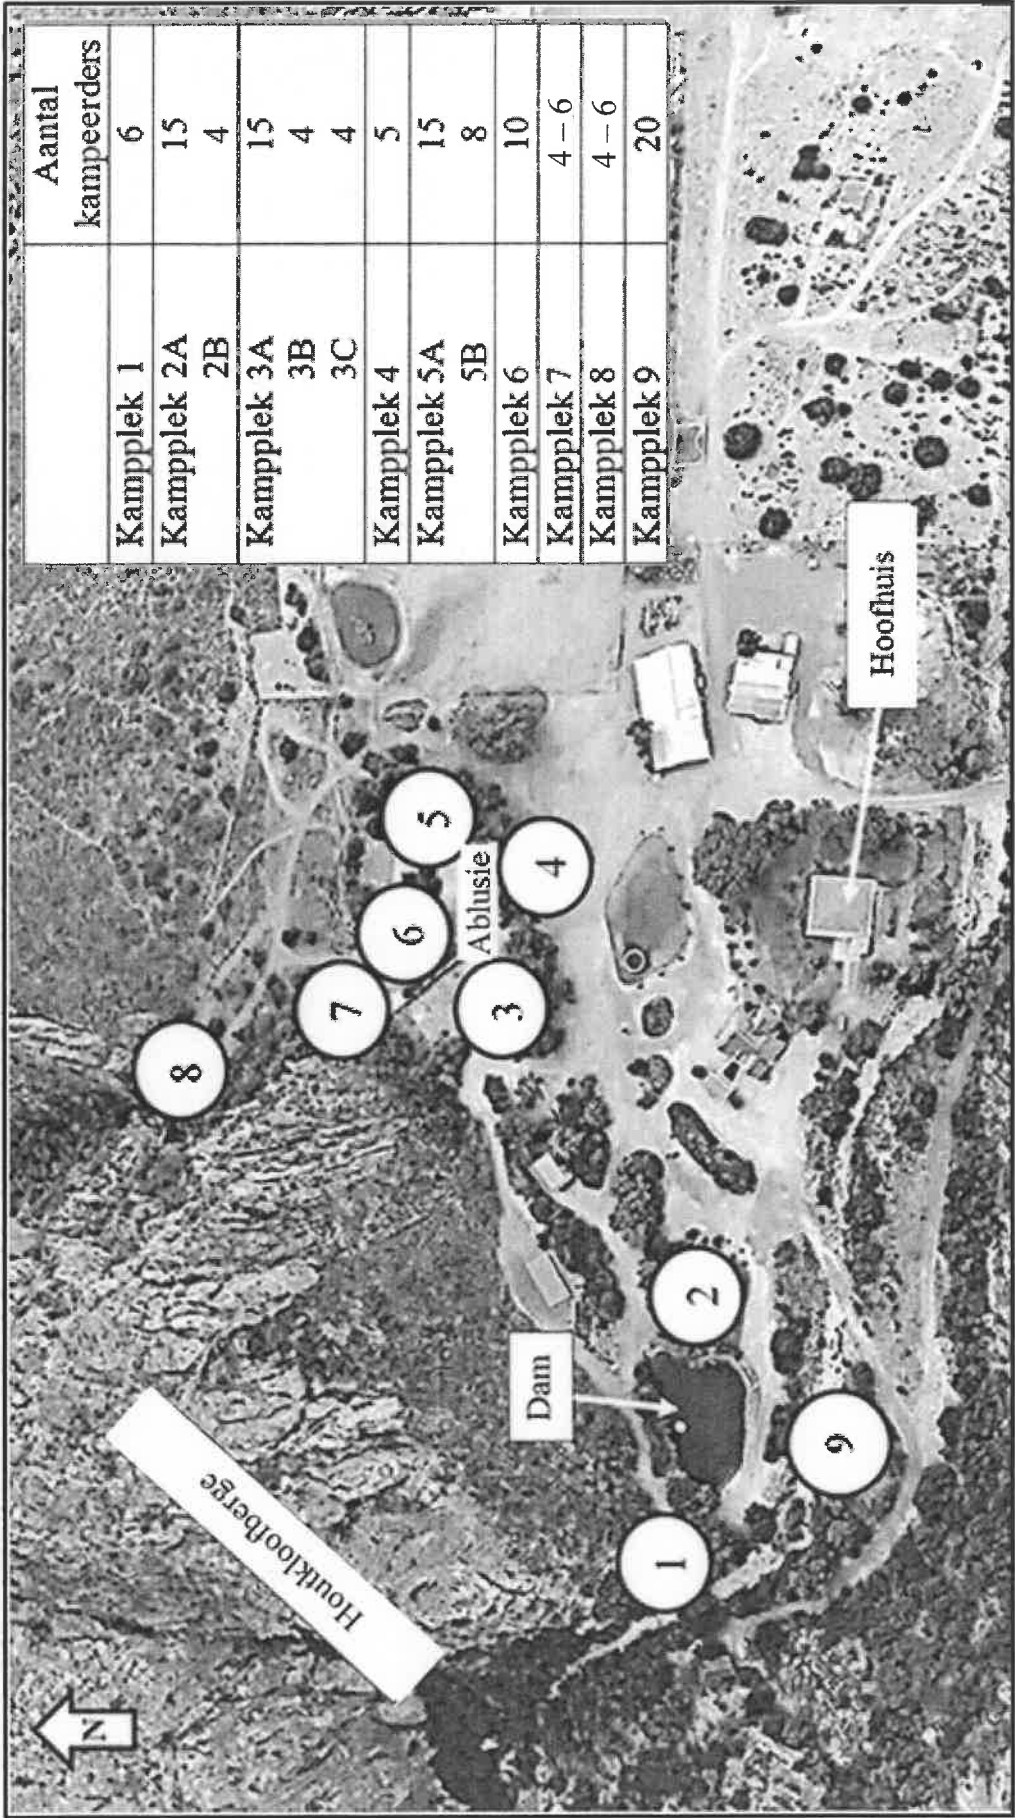 N
Houtkloofberge
Aantal kampeerders
Kampplek 1 6
Kampplek 2A 15
2B 4
Kampplek 3A 15
3B 4
3C 4
Kampplek 4 5
Kampplek 5A 15
5B 8
Kampplek 6 10
Kampplek 7 4 – 6
Kampplek 8 4 – 6
Kampplek 9 20
8
7
6
5
Ablusie
3
4
Dam
1
2
9
Hoofhuis